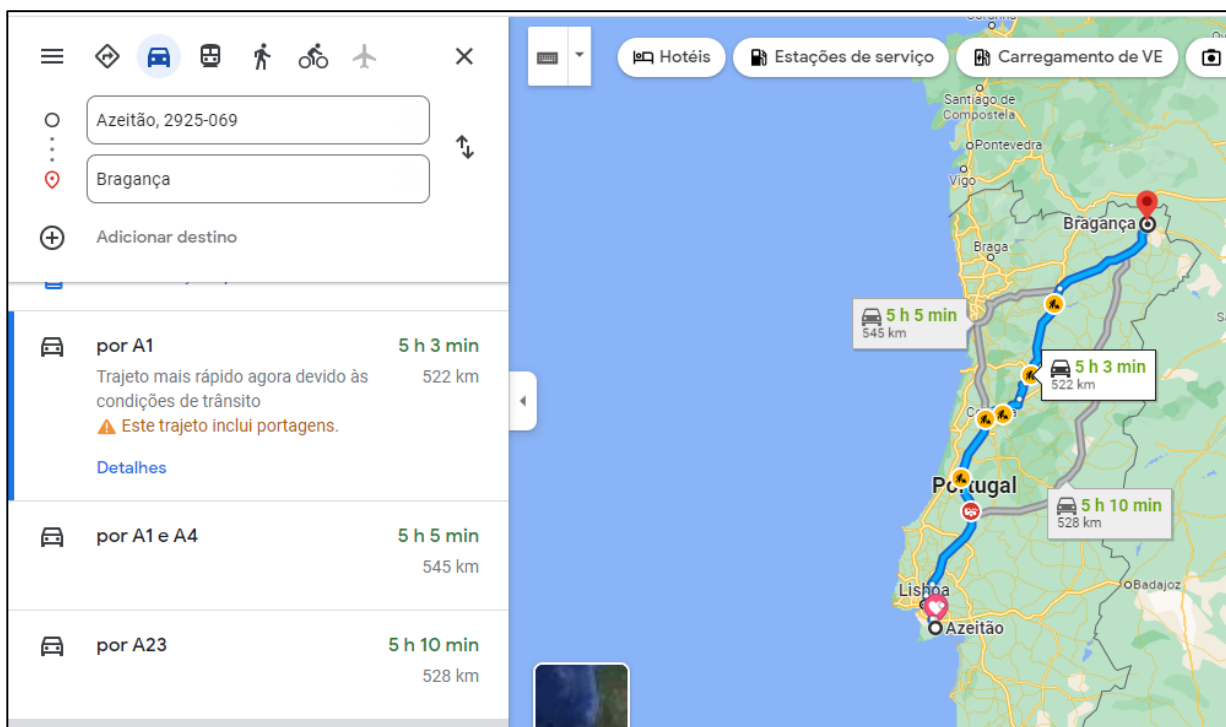 Azeitão, 2925-069
Bragança
Adicionar destino
por A1
5 h 3 min
Trajeto mais rápido agora devido às
522 km
condições de trânsito
Este trajeto inclui portagens.
Detalhes
por A1 e A4
5 h 5 min
545 km
por A23
5 h 10 min
528 km
Hotéis
Estações de serviço
Carregamento de VE
Santiago de
Compostela
Pontevedra
Vigo
Bragança
Braga
5 h 5 min
545 km
5 h 3 min
522 km
Portugal
5 h 10 min
528 km
Lisboa
Badajoz
Azeitão